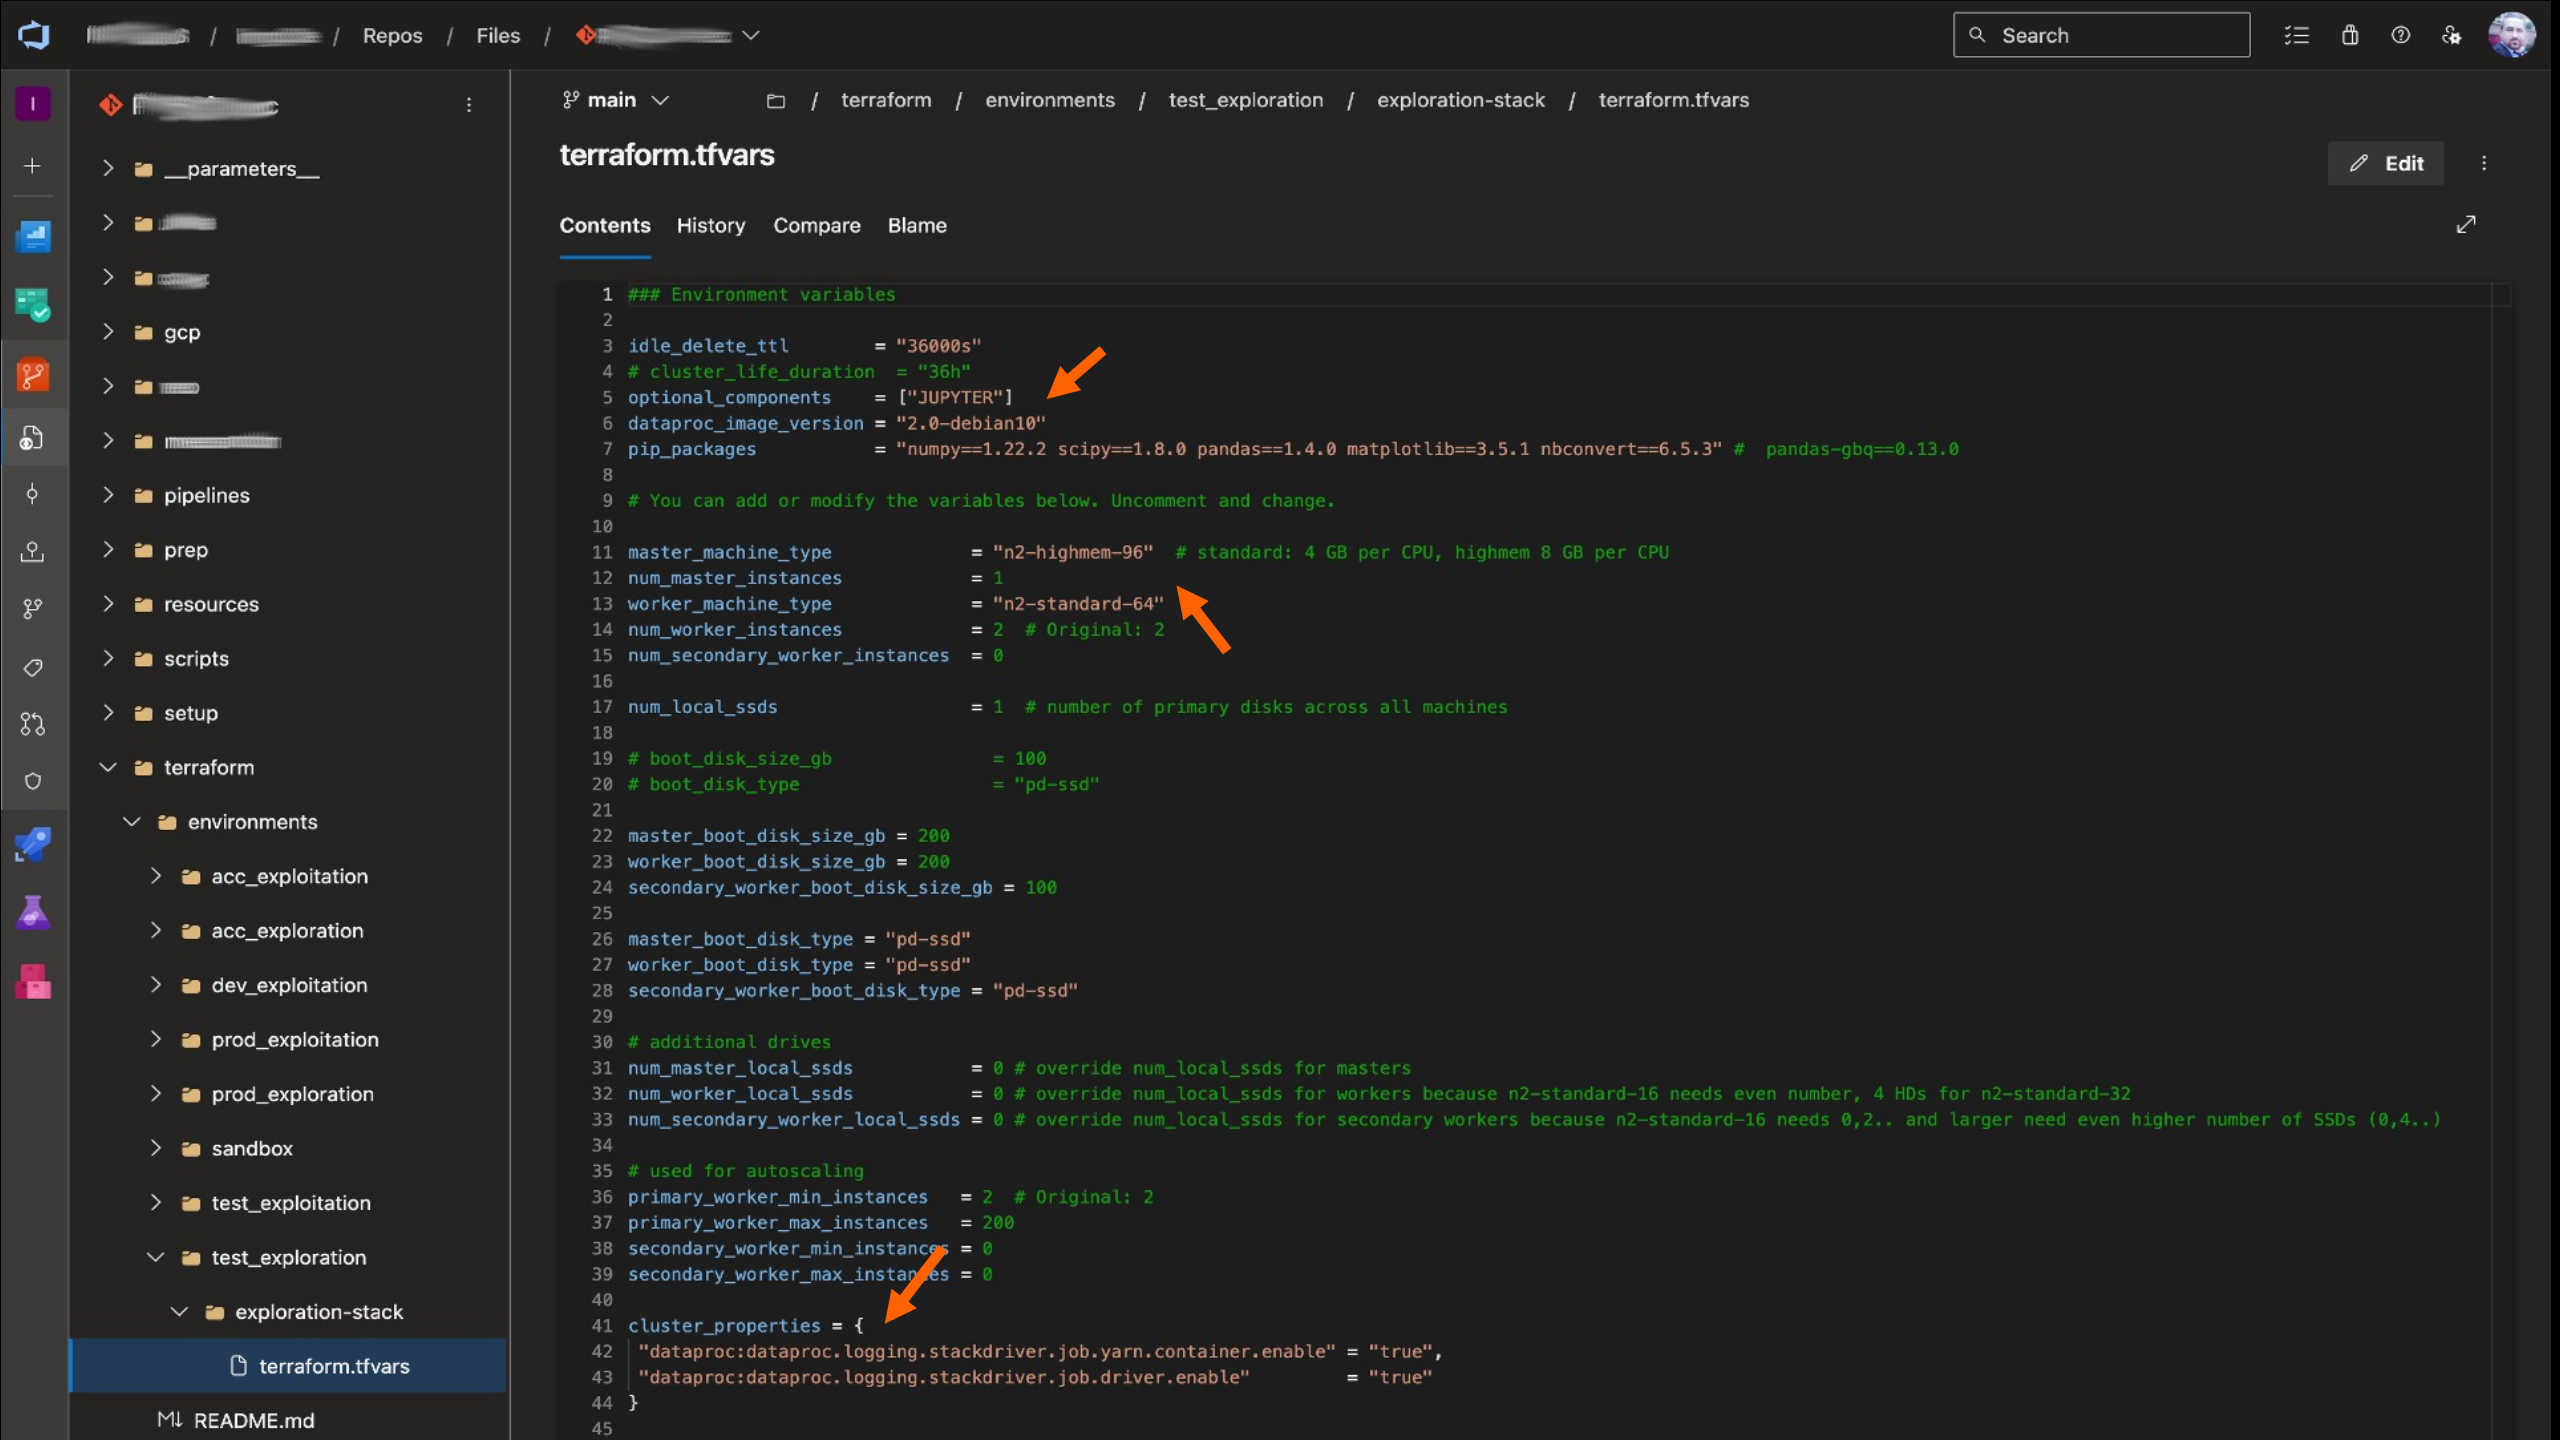 / / Repos / Files /
Search
I
main / terraform / environments / test_exploration / exploration-stack / terraform.tfvars
terraform.tfvars
Edit
Contents History Compare Blame
__parameters__
gcp
pipelines
prep
resources
scripts
setup
terraform
environments
acc_exploitation
acc_exploration
dev_exploitation
prod_exploitation
prod_exploration
sandbox
test_exploitation
test_exploration
exploration-stack
terraform.tfvars
M↓ README.md
1 ### Environment variables
2
3 idle_delete_ttl = "36000s"
4 # cluster_life_duration = "36h"
5 optional_components = ["JUPYTER"]
6 dataproc_image_version = "2.0-debian10"
7 pip_packages = "numpy==1.22.2 scipy==1.8.0 pandas==1.4.0 matplotlib==3.5.1 nbconvert==6.5.3" # pandas-gbq==0.13.0
8
9 # You can add or modify the variables below. Uncomment and change.
10
11 master_machine_type = "n2-highmem-96" # standard: 4 GB per CPU, highmem 8 GB per CPU
12 num_master_instances = 1
13 worker_machine_type = "n2-standard-64"
14 num_worker_instances = 2 # Original: 2
15 num_secondary_worker_instances = 0
16
17 num_local_ssds = 1 # number of primary disks across all machines
18
19 # boot_disk_size_gb = 100
20 # boot_disk_type = "pd-ssd"
21
22 master_boot_disk_size_gb = 200
23 worker_boot_disk_size_gb = 200
24 secondary_worker_boot_disk_size_gb = 100
25
26 master_boot_disk_type = "pd-ssd"
27 worker_boot_disk_type = "pd-ssd"
28 secondary_worker_boot_disk_type = "pd-ssd"
29
30 # additional drives
31 num_master_local_ssds = 0 # override num_local_ssds for masters
32 num_worker_local_ssds = 0 # override num_local_ssds for workers because n2-standard-16 needs even number, 4 HDs for n2-standard-32
33 num_secondary_worker_local_ssds = 0 # override num_local_ssds for secondary workers because n2-standard-16 needs 0,2.. and larger need even higher number of SSDs (0,4..)
34
35 # used for autoscaling
36 primary_worker_min_instances = 2 # Original: 2
37 primary_worker_max_instances = 200
38 secondary_worker_min_instances = 0
39 secondary_worker_max_instances = 0
40
41 cluster_properties = {
42 "dataproc:dataproc.logging.stackdriver.job.yarn.container.enable" = "true",
43 "dataproc:dataproc.logging.stackdriver.job.driver.enable" = "true"
44 }
45